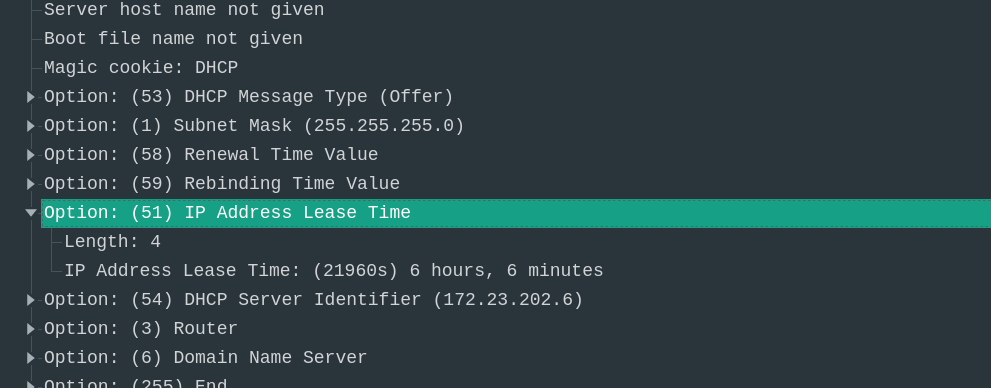 Server host name not given
Boot file name not given
Magic cookie: DHCP
Option: (53) DHCP Message Type (Offer)
Option: (1) Subnet Mask (255.255.255.0)
Option: (58) Renewal Time Value
Option: (59) Rebinding Time Value
Option: (51) IP Address Lease Time
Length: 4
IP Address Lease Time: (21960s) 6 hours, 6 minutes
Option: (54) DHCP Server Identifier (172.23.202.6)
Option: (3) Router
Option: (6) Domain Name Server
Option: (255) End